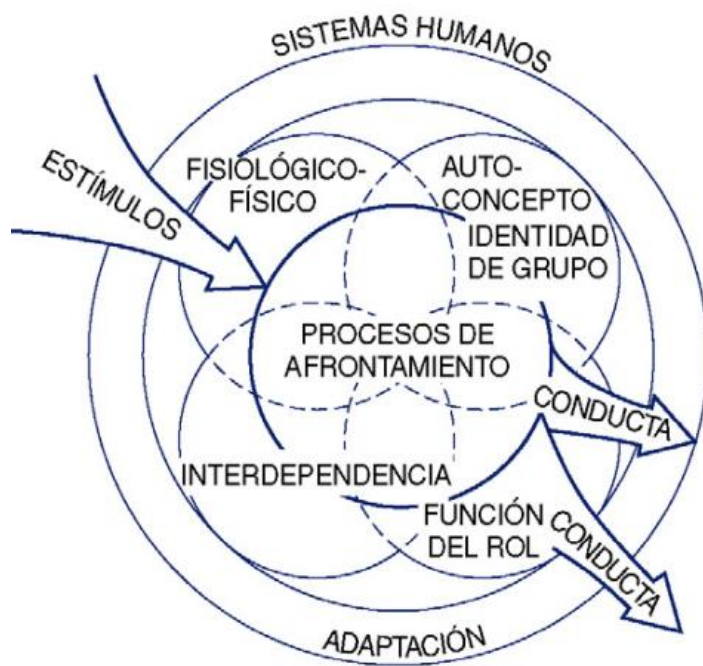 SISTEMAS HUMANOS
ESTÍMULOS
FISIOLÓGICO-
FÍSICO
AUTO-
CONCEPTO
IDENTIDAD
DE GRUPO
PROCESOS DE
AFRONTAMIENTO
CONDUCTA
INTERDEPENDENCIA
FUNCIÓN
DEL ROL
CONDUCTA
ADAPTACIÓN